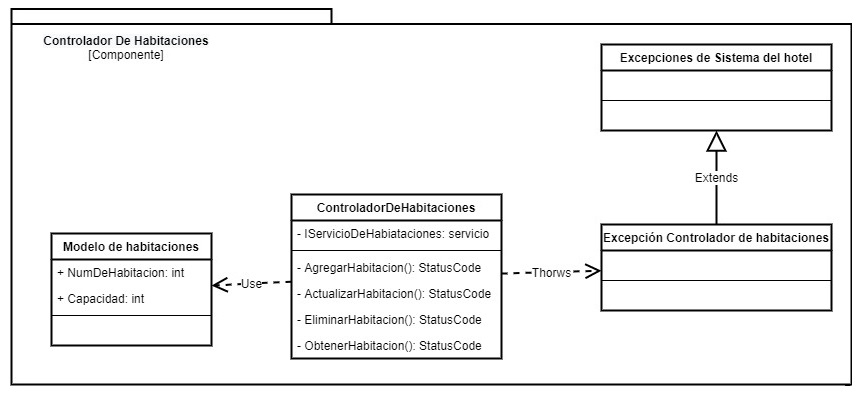 Controlador De Habitaciones
[Componente]
Excepciones de Sistema del hotel
Extends
ControladorDeHabitaciones
- IServicioDeHabiataciones: servicio
- AgregarHabitacion(): StatusCode
- ActualizarHabitacion(): StatusCode
- EliminarHabitacion(): StatusCode
- ObtenerHabitacion(): StatusCode
Modelo de habitaciones
+ NumDeHabitacion: int
+ Capacidad: int
Use
Thorws
Excepción Controlador de habitaciones